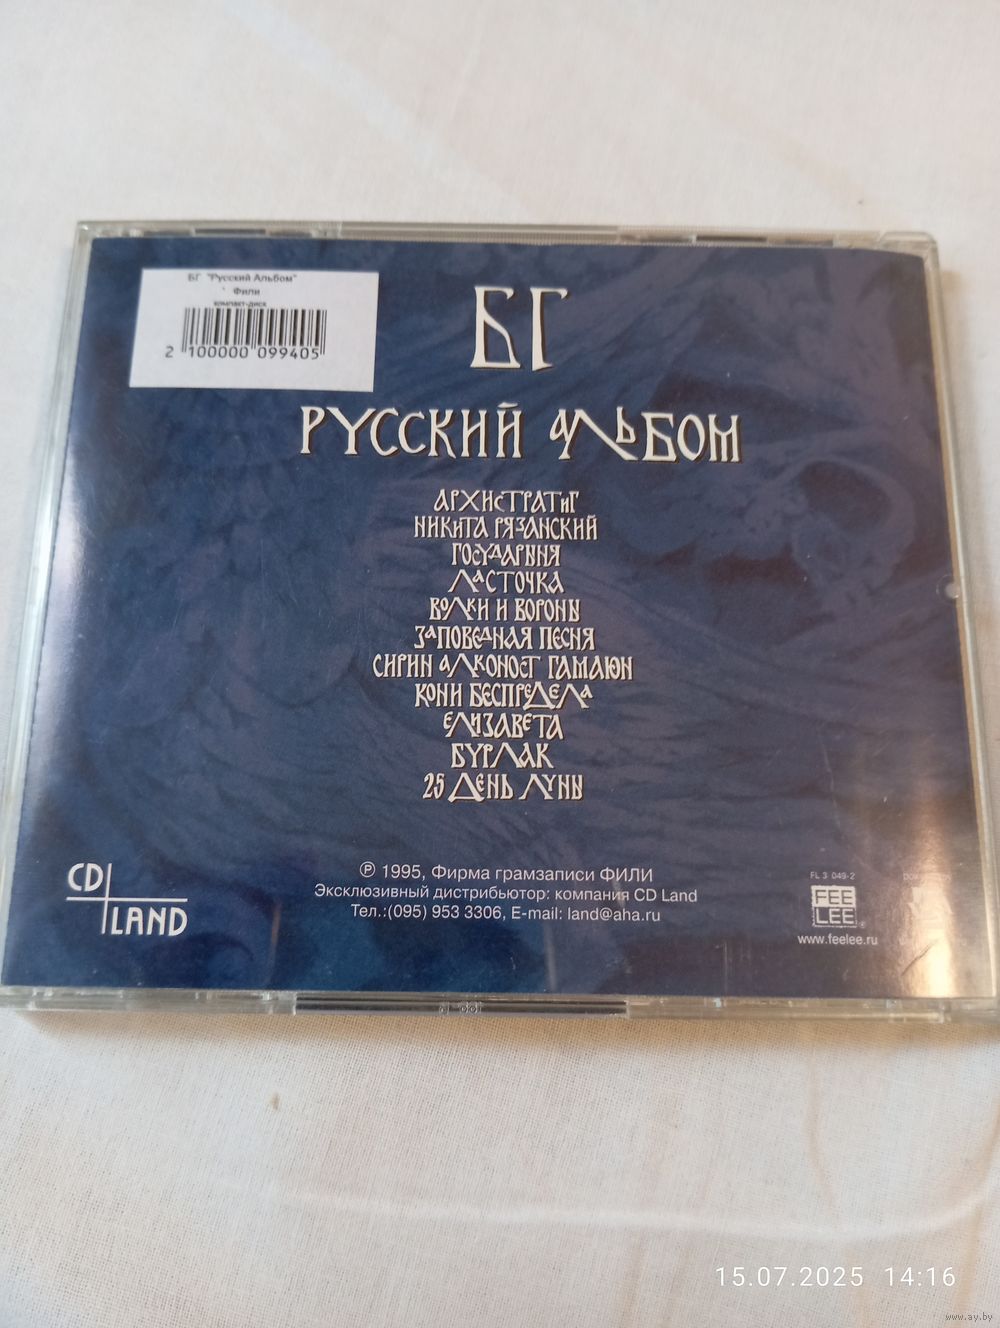 БГ "Русский Альбом"
Фили
компакт-диск
2 100000 099405
БГ
РУССКИЙ АЛЬБОМ
АРХИСТРАТИГ
НИКИТА РЯЗАНСКИЙ
ГОСУДАРЫНЯ
ЛАСТОЧКА
ВОЛКИ И ВОРОНЫ
ЗАПОВЕДНАЯ ПЕСНЯ
СИРИН АЛКОНОСТ ГАМАЮН
КОНИ БЕСПРЕДЕЛА
ЕЛИЗАВЕТА
БУРЛАК
25 ДЕНЬ ЛУНЫ
CD
LAND
℗ 1995, Фирма грамзаписи ФИЛИ
Эксклюзивный дистрибьютор: компания CD Land
Тел.:(095) 953 3306, E-mail: land@aha.ru
FL 3 049-2
FEE
LEE ®
www.feelee.ru
15.07.2025 14:16
www.ay.by